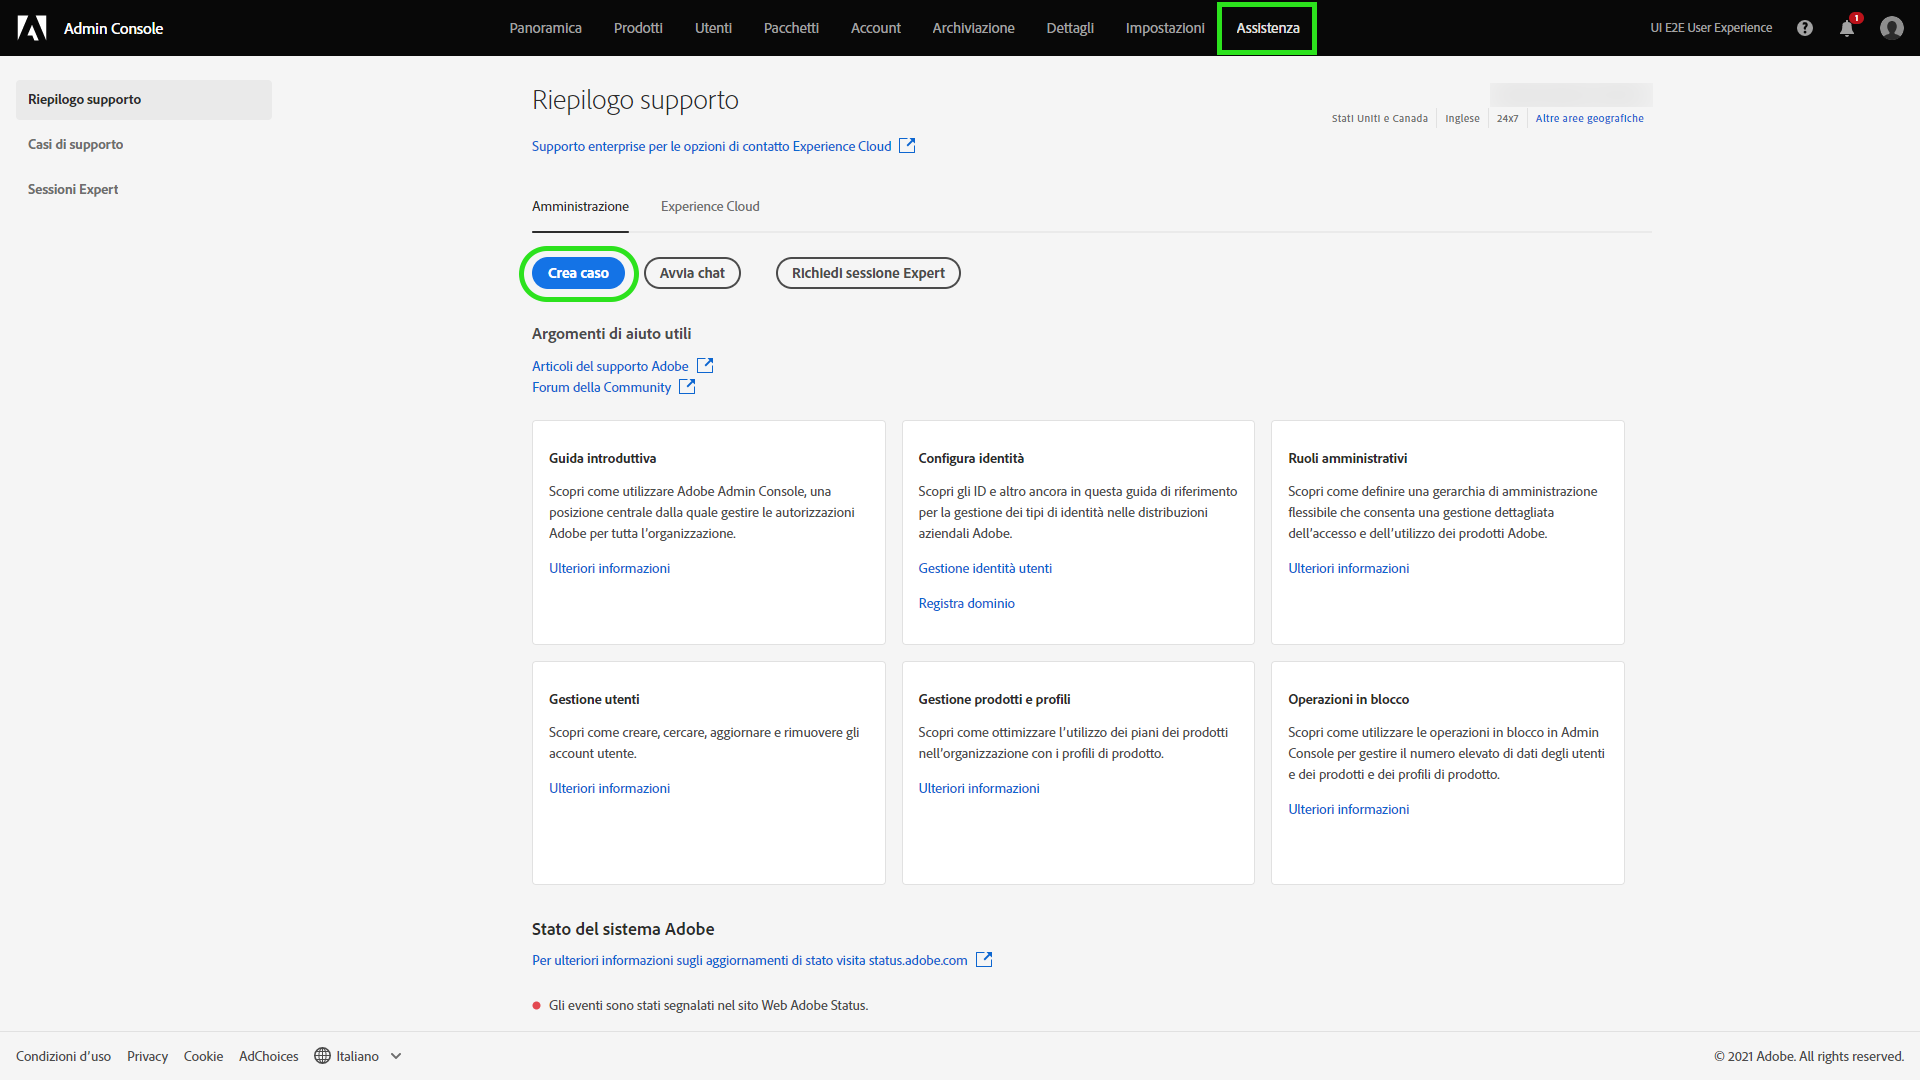 Admin Console
Panoramica
Prodotti
Utenti
Pacchetti
Account
Archiviazione
Dettagli
Impostazioni
Assistenza
UI E2E User Experience
?
1
Riepilogo supporto
Casi di supporto
Sessioni Expert
Riepilogo supporto
Stati Uniti e Canada
Inglese
24x7
Altre aree geografiche
Supporto enterprise per le opzioni di contatto Experience Cloud
Amministrazione
Experience Cloud
Crea caso
Avvia chat
Richiedi sessione Expert
Argomenti di aiuto utili
Articoli del supporto Adobe
Forum della Community
Guida introduttiva
Scopri come utilizzare Adobe Admin Console, una
posizione centrale dalla quale gestire le autorizzazioni
Adobe per tutta l'organizzazione.
Ulteriori informazioni
Configura identità
Scopri gli ID e altro ancora in questa guida di riferimento
per la gestione dei tipi di identità nelle distribuzioni
aziendali Adobe.
Gestione identità utenti
Registra dominio
Ruoli amministrativi
Scopri come definire una gerarchia di amministrazione
flessibile che consenta una gestione dettagliata
dell'accesso e dell'utilizzo dei prodotti Adobe.
Ulteriori informazioni
Gestione utenti
Scopri come creare, cercare, aggiornare e rimuovere gli
account utente.
Ulteriori informazioni
Gestione prodotti e profili
Scopri come ottimizzare l'utilizzo dei piani dei prodotti
nell'organizzazione con i profili di prodotto.
Ulteriori informazioni
Operazioni in blocco
Scopri come utilizzare le operazioni in blocco in Admin
Console per gestire il numero elevato di dati degli utenti
e dei prodotti e dei profili di prodotto.
Ulteriori informazioni
Stato del sistema Adobe
Per ulteriori informazioni sugli aggiornamenti di stato visita status.adobe.com
Gli eventi sono stati segnalati nel sito Web Adobe Status.
Condizioni d'uso
Privacy
Cookie
AdChoices
Italiano
© 2021 Adobe. All rights reserved.